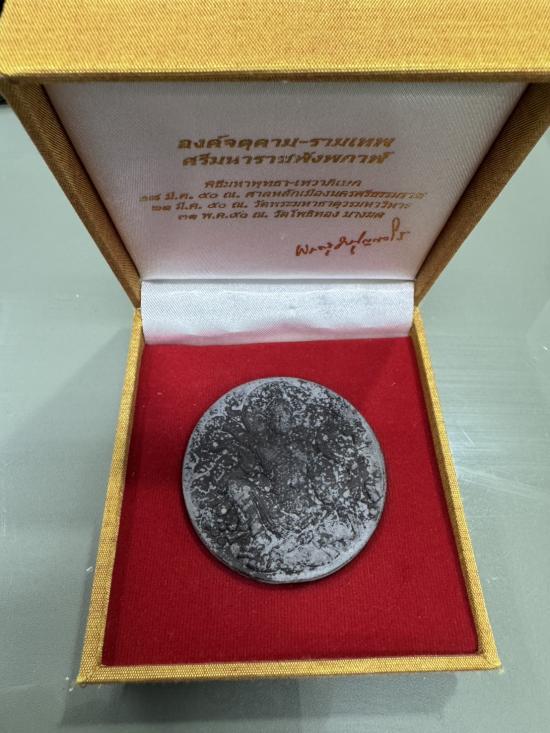 องค์จตุคาม-รามเทพ
ศรีมหาราชพังพกาฬ
พิธีมหาพุทธา-เทวาภิเษก
๒๘ มี.ค. ๕๐ ณ ศาลหลักเมืองนครศรีธรรมราช
๒๙ มี.ค. ๕๐ ณ วัดพระมหาธาตุวรมหาวิหาร
๓๑ พ.ค.๕๐ ณ วัดโพธิทอง บางมด